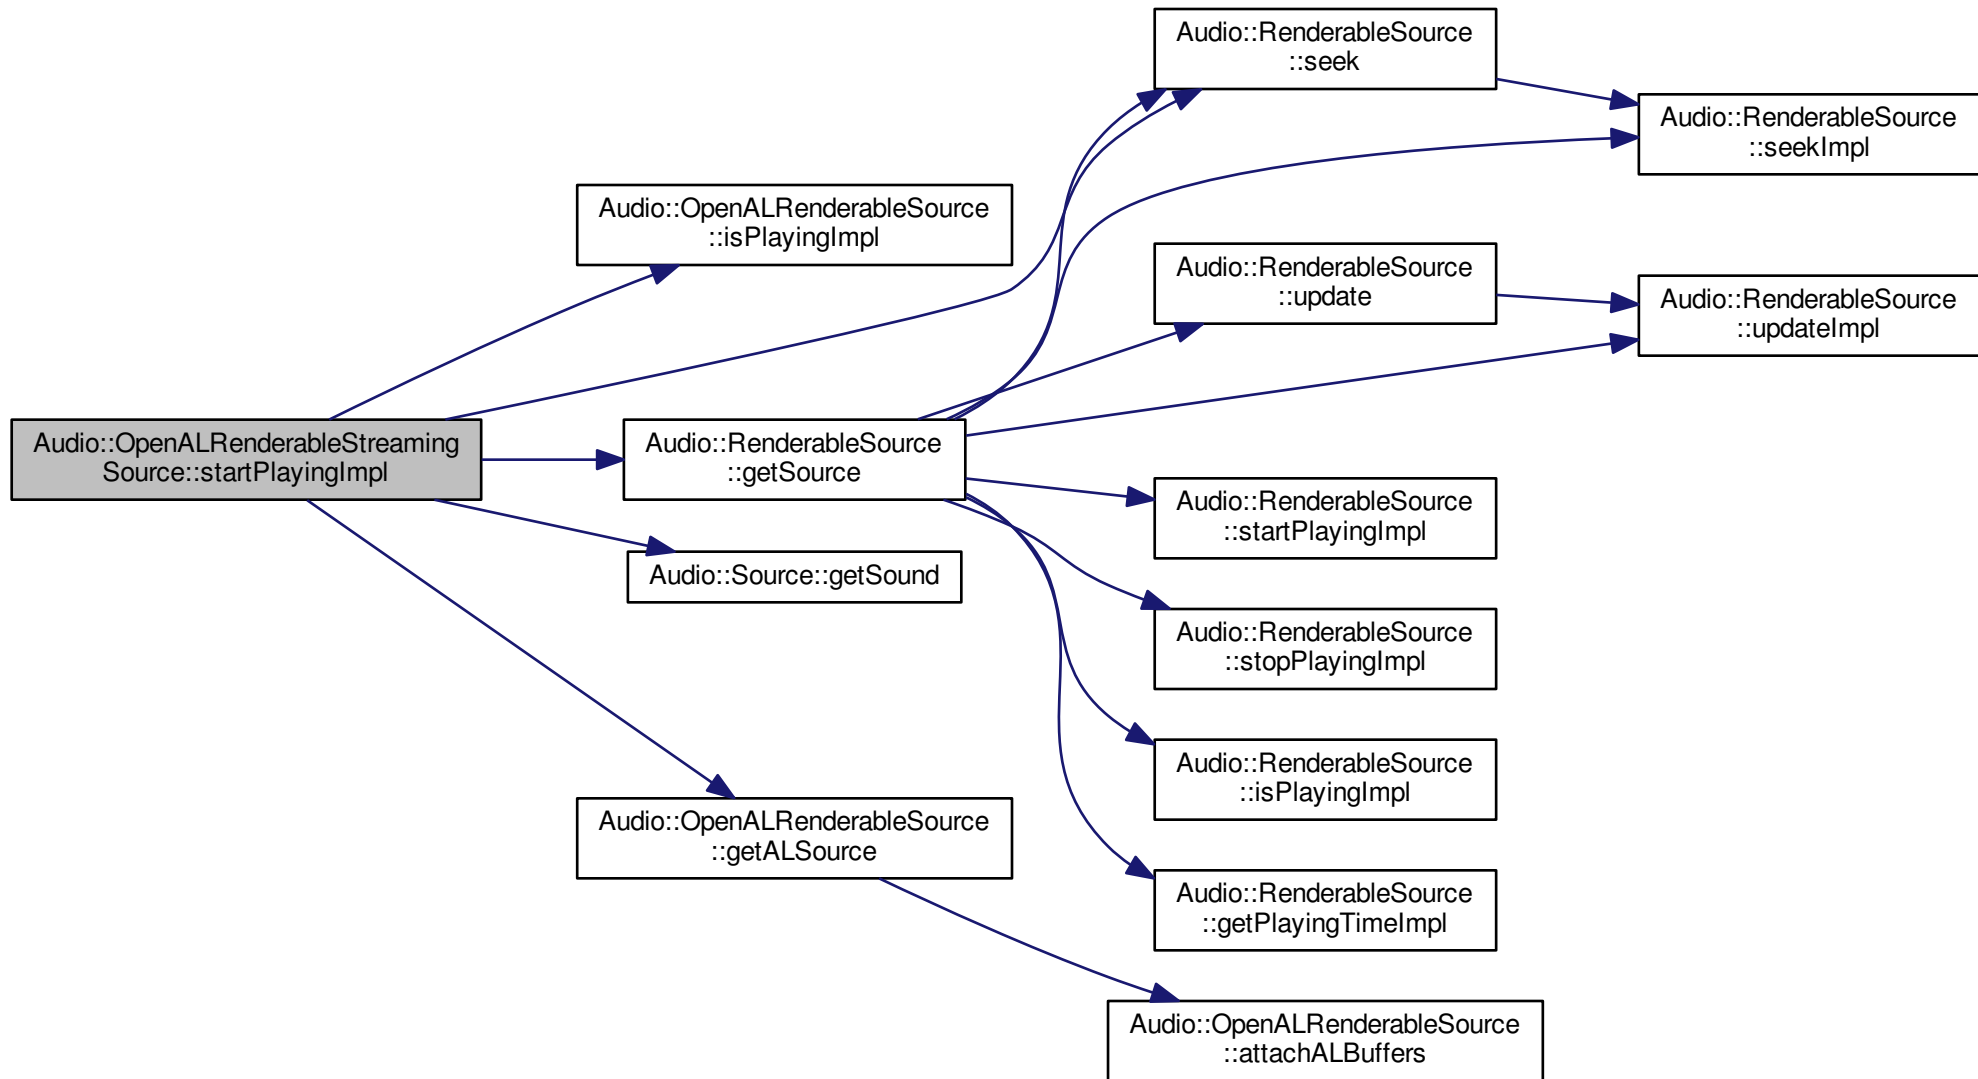 Audio::RenderableSource
::seek
Audio::RenderableSource
::seekImpl
Audio::OpenALRenderableSource
::isPlayingImpl
Audio::RenderableSource
::update
Audio::RenderableSource
::updateImpl
Audio::OpenALRenderableStreaming
Source::startPlayingImpl
Audio::RenderableSource
::getSource
Audio::RenderableSource
::startPlayingImpl
Audio::Source::getSound
Audio::RenderableSource
::stopPlayingImpl
Audio::RenderableSource
::isPlayingImpl
Audio::OpenALRenderableSource
::getALSource
Audio::RenderableSource
::getPlayingTimeImpl
Audio::OpenALRenderableSource
::attachALBuffers